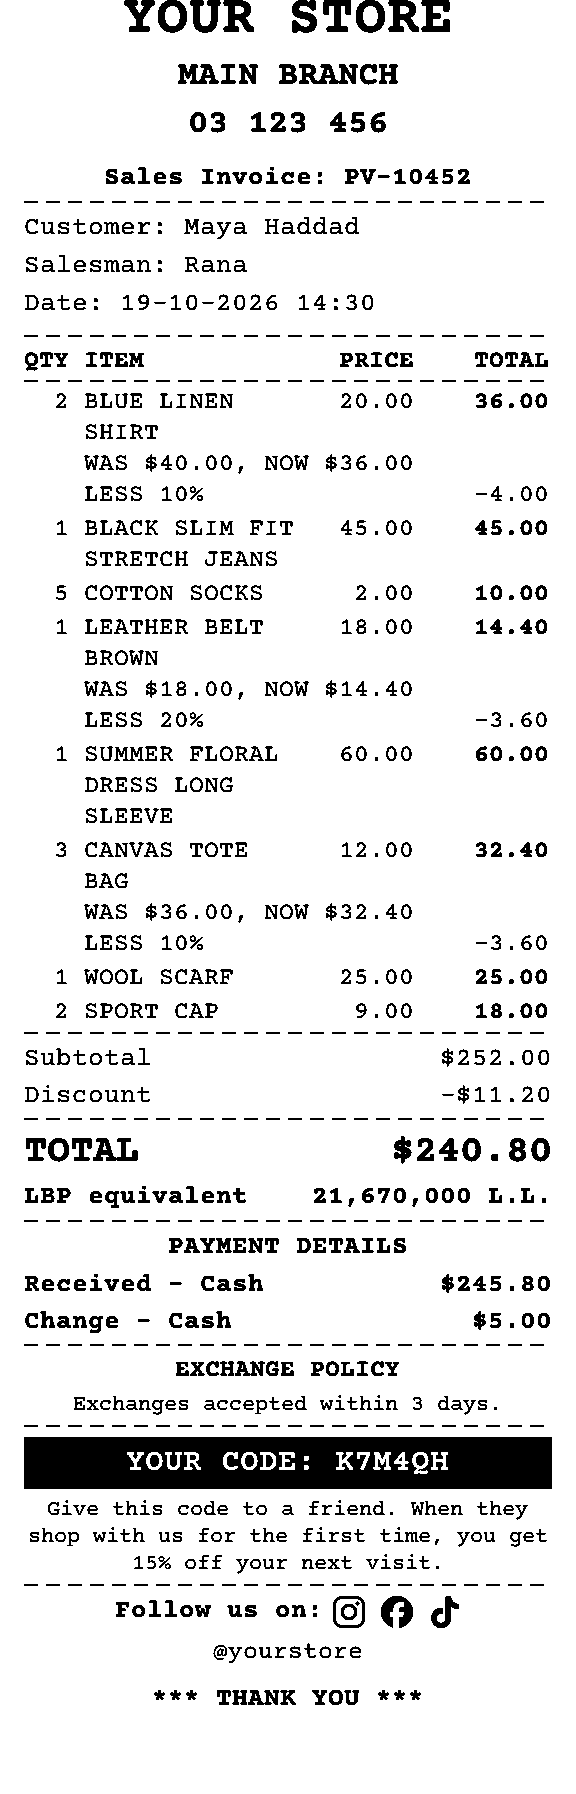 YOUR STORE
MAIN BRANCH
03 123 456
Sales Invoice: PV-10452
Customer: Maya Haddad
Salesman: Rana
Date: 19-10-2026 14:30
QTY ITEM PRICE TOTAL
2 BLUE LINEN 20.00 36.00
SHIRT
WAS $40.00, NOW $36.00
LESS 10% -4.00
1 BLACK SLIM FIT 45.00 45.00
STRETCH JEANS
5 COTTON SOCKS 2.00 10.00
1 LEATHER BELT 18.00 14.40
BROWN
WAS $18.00, NOW $14.40
LESS 20% -3.60
1 SUMMER FLORAL 60.00 60.00
DRESS LONG
SLEEVE
3 CANVAS TOTE 12.00 32.40
BAG
WAS $36.00, NOW $32.40
LESS 10% -3.60
1 WOOL SCARF 25.00 25.00
2 SPORT CAP 9.00 18.00
Subtotal $252.00
Discount -$11.20
TOTAL $240.80
LBP equivalent 21,670,000 L.L.
PAYMENT DETAILS
Received - Cash $245.80
Change - Cash $5.00
EXCHANGE POLICY
Exchanges accepted within 3 days.
YOUR CODE: K7M4QH
Give this code to a friend. When they
shop with us for the first time, you get
15% off your next visit.
Follow us on:
@yourstore
*** THANK YOU ***